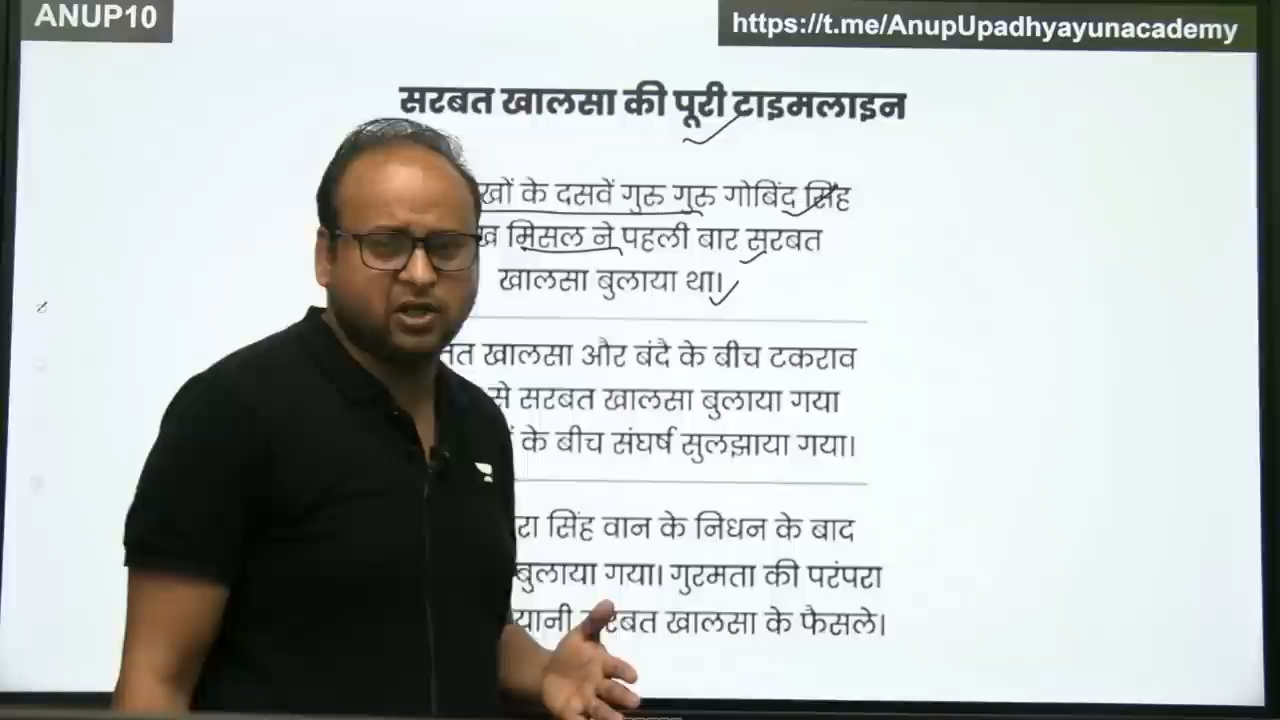 ANUP10
https://t.me/AnupUpadhyayunacademy
सरबत खालसा की पूरी टाइमलाइन
के दसवें गुरु गुरु गोबिंद सिंह
मिसल ने पहली बार सरबत
खालसा बुलाया था।
खालसा और बंदै के बीच टकराव
से सरबत खालसा बुलाया गया
के बीच संघर्ष सुलझाया गया।
सिंह वान के निधन के बाद
बुलाया गया। गुरमता की परंपरा
यानी सरबत खालसा के फैसले।